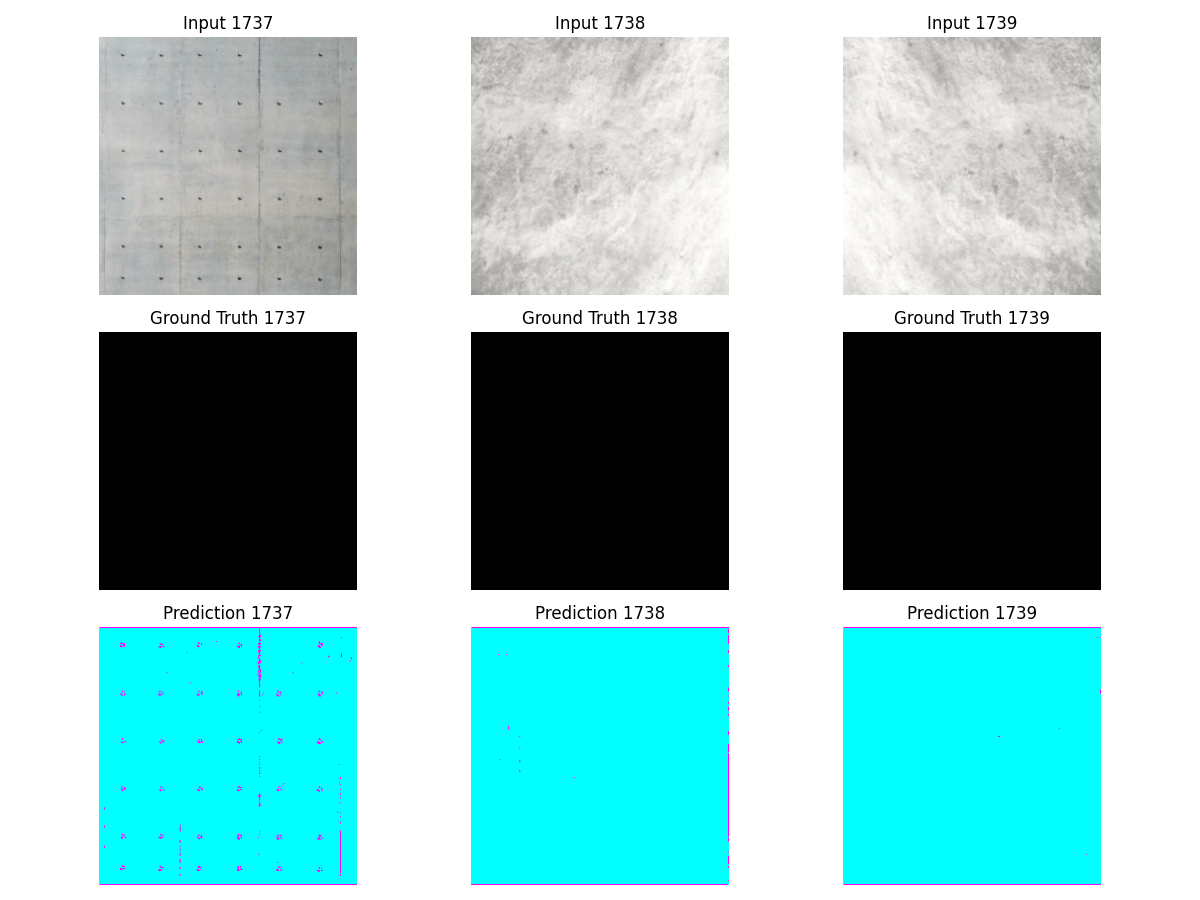 Input 1737
Input 1738
Input 1739
Ground Truth 1737
Ground Truth 1738
Ground Truth 1739
Prediction 1737
Prediction 1738
Prediction 1739